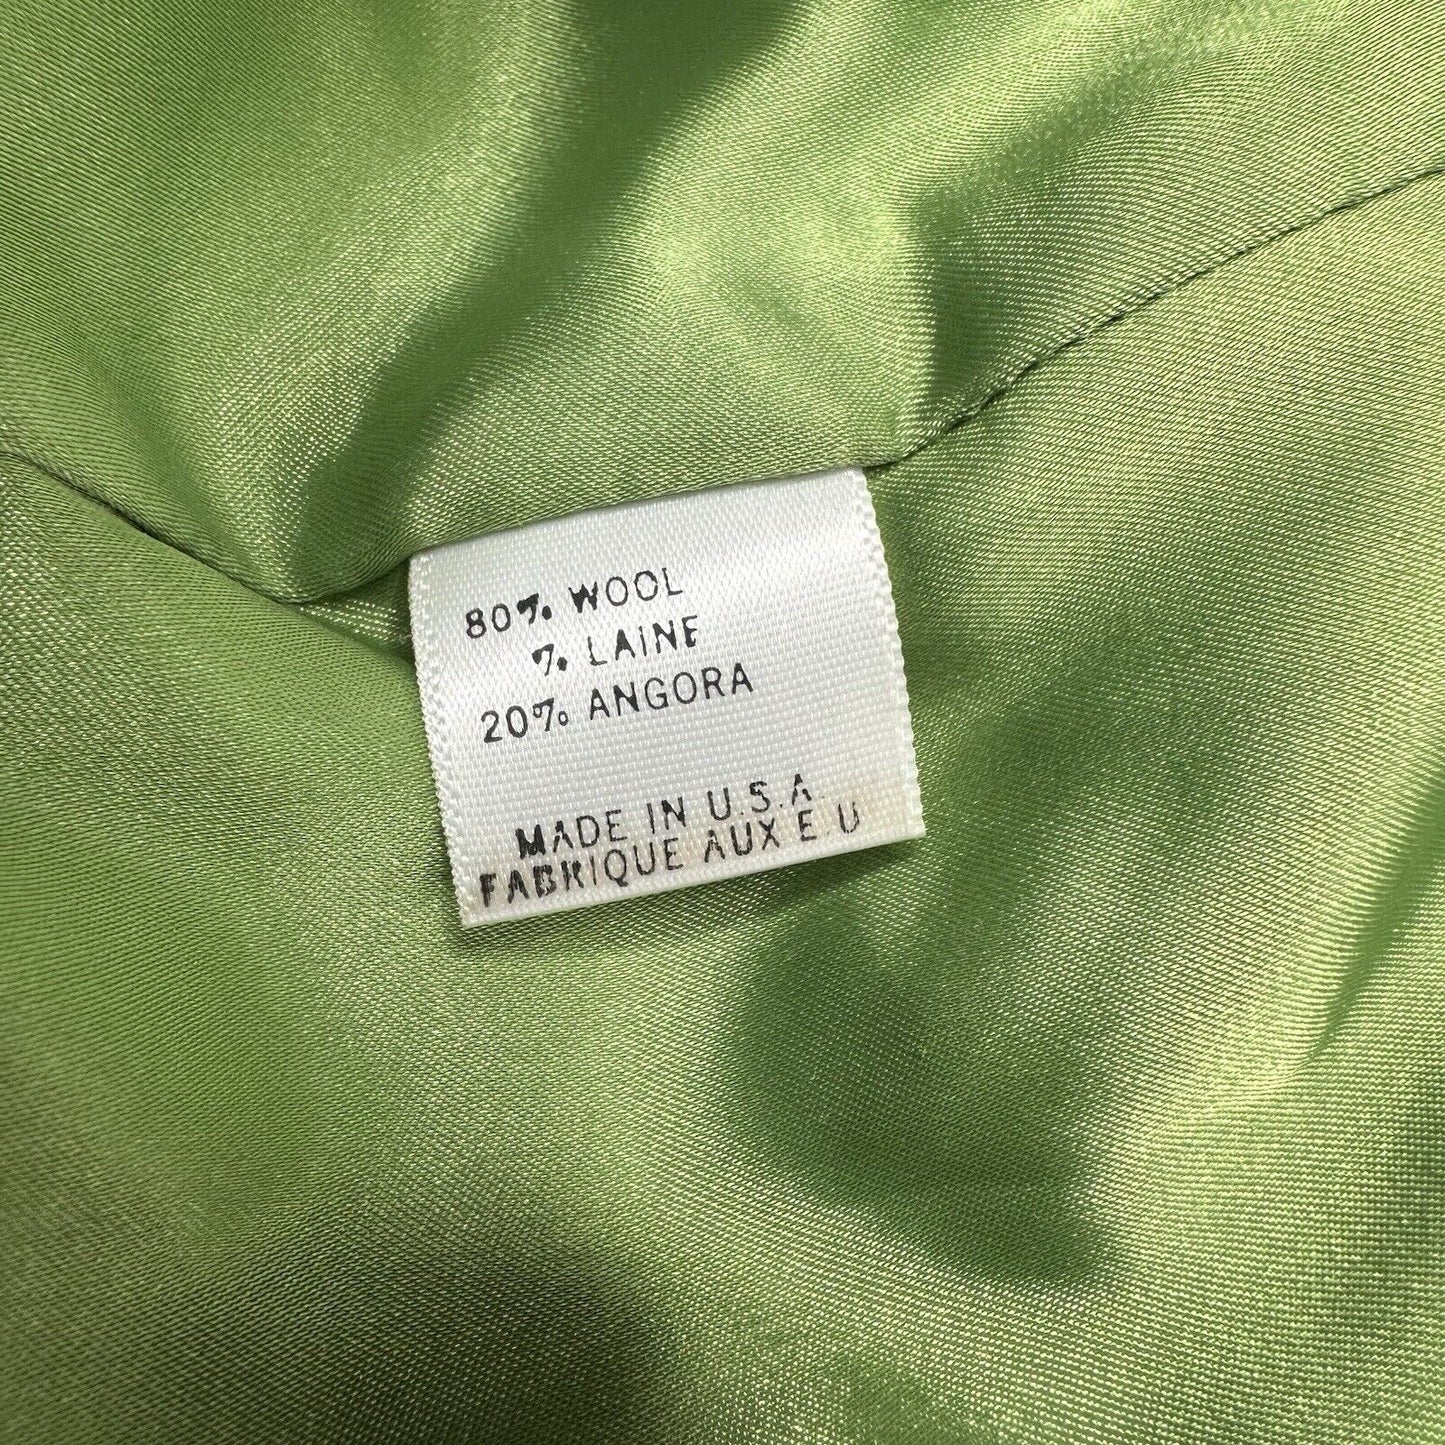 80% WOOL
% LAINE
20% ANGORA
MADE IN U.S.A.
FABRIQUE AUX E.U